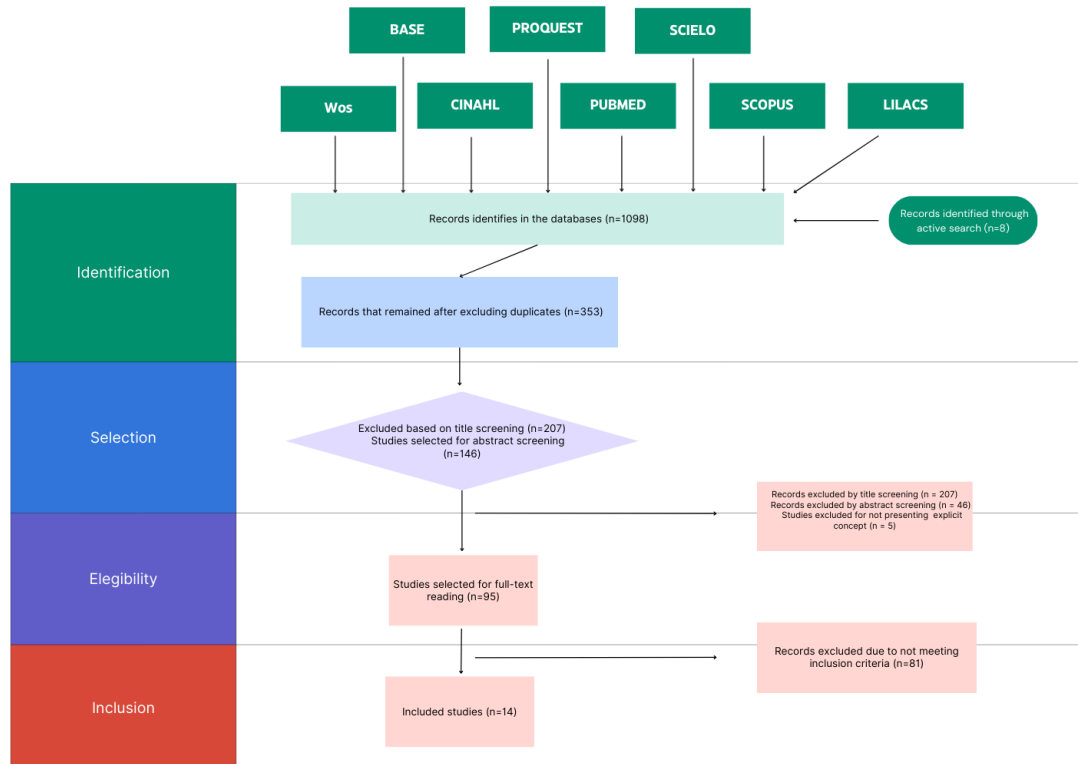 BASE
PROQUEST
SCIELO
Wos
CINAHL
PUBMED
SCOPUS
LILACS
Identification
Records identifies in the databases (n=1098)
Records identified through
active search (n=8)
Records that remained after excluding duplicates (n=353)
Selection
Excluded based on title screening (n=207)
Studies selected for abstract screening
(n=146)
Records excluded by title screening (n = 207)
Records excluded by abstract screening (n = 46)
Studies excluded for not presenting explicit
concept (n = 5)
Elegibility
Studies selected for full-text
reading (n=95)
Records excluded due to not meeting
inclusion criteria (n=81)
Inclusion
Included studies (n=14)